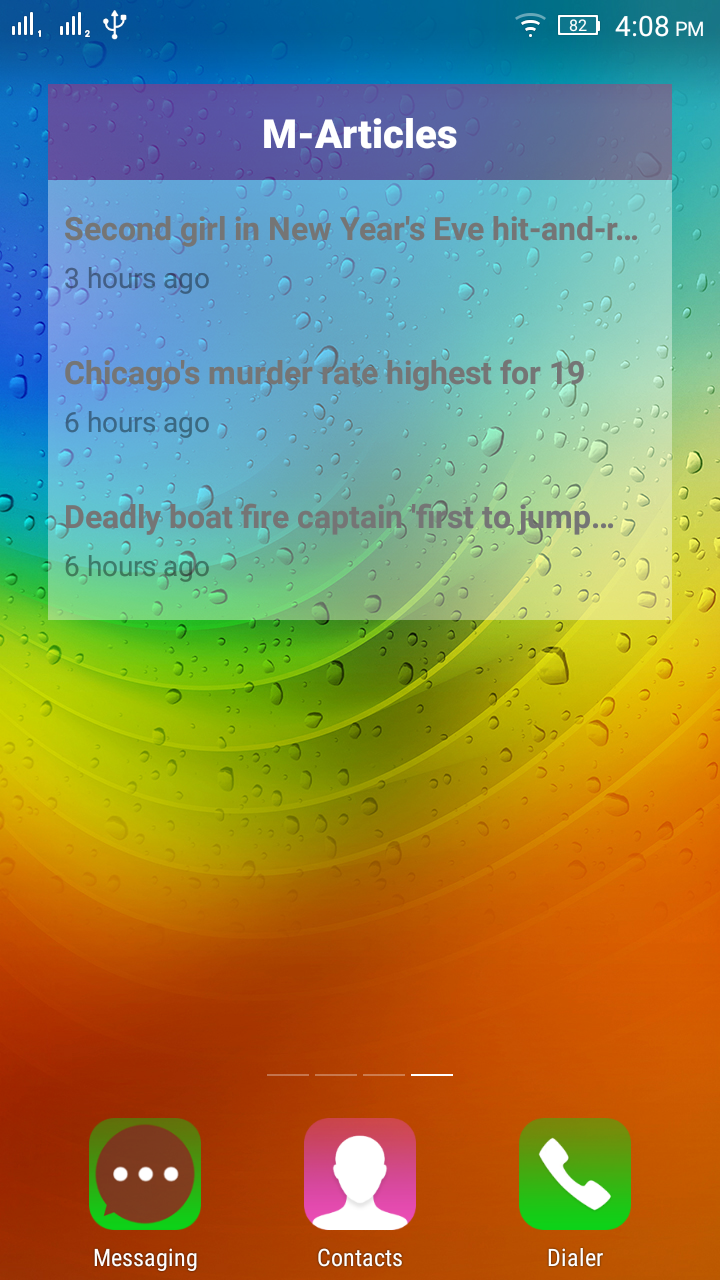 1 2 82 4:08 PM
M-Articles
Second girl in New Year's Eve hit-and-r...
3 hours ago
Chicago's murder rate highest for 19
6 hours ago
Deadly boat fire captain 'first to jump...
6 hours ago
Messaging Contacts Dialer